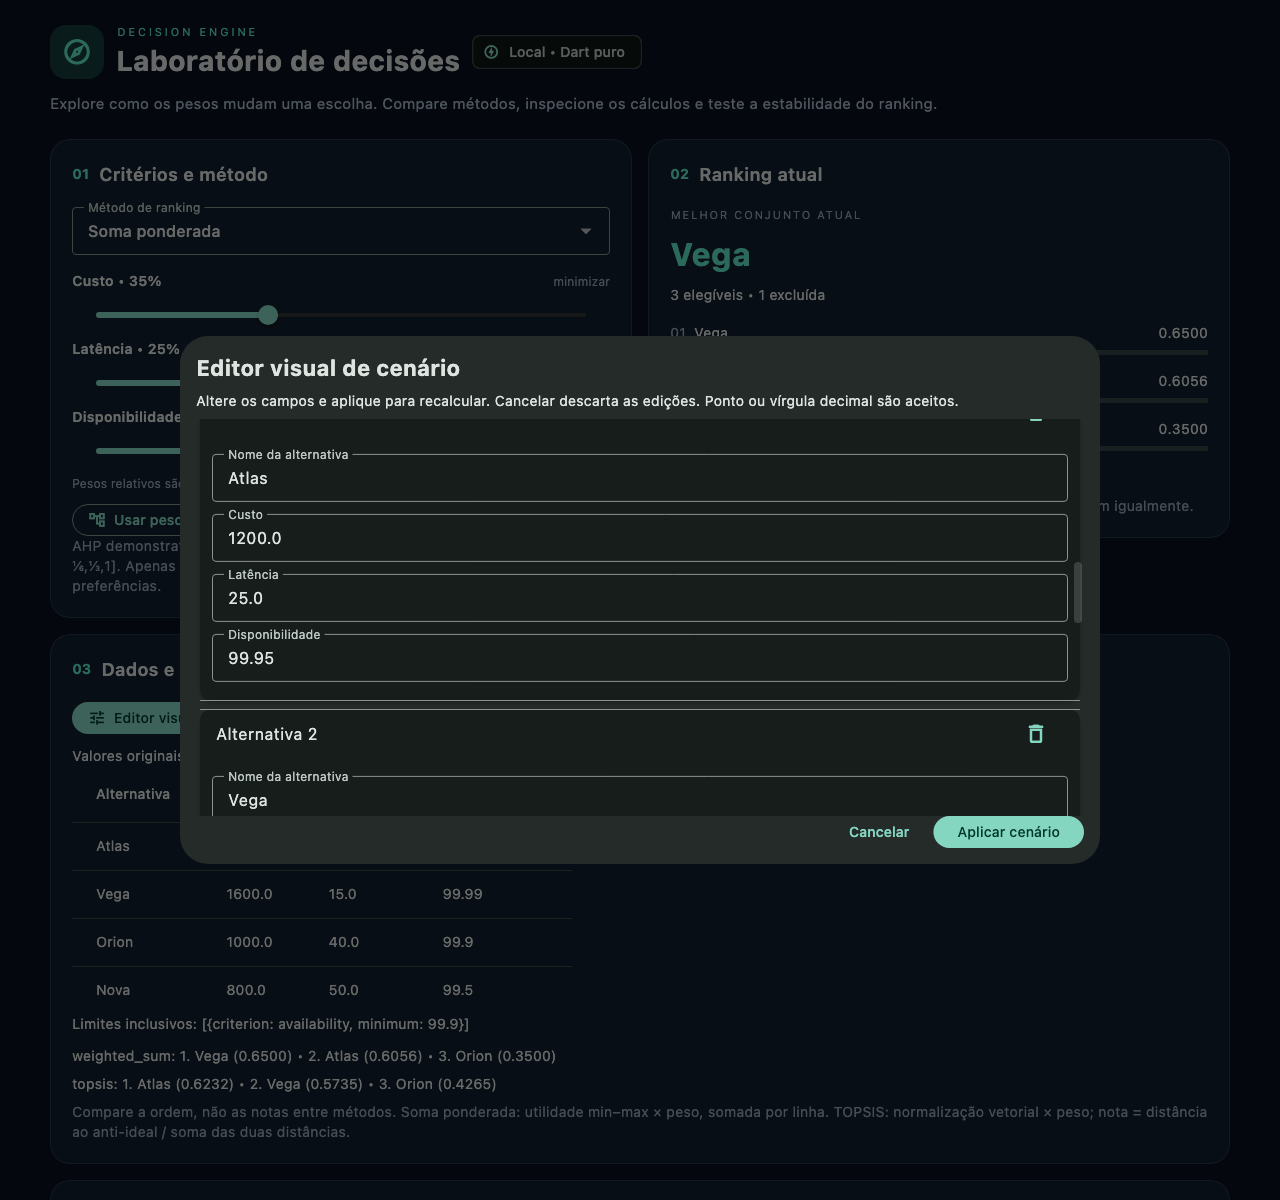 DECISION ENGINE
Laboratório de decisões
Local • Dart puro
Explore como os pesos mudam uma escolha. Compare métodos, inspecione os cálculos e teste a estabilidade do ranking.
01 Critérios e método
Método de ranking
Soma ponderada
Custo • 35%
minimizar
Latência • 25%
Disponibilidade
Pesos relativos
Usar
AHP
⅙,⅓,1]. Apenas
preferências.
02 Ranking atual
MELHOR CONJUNTO ATUAL
Vega
3 elegíveis • 1 excluída
01 Vega
0.6500
0.6056
0.3500
igualmente.
Editor visual de cenário
Altere os campos e aplique para recalcular. Cancelar descarta as edições. Ponto ou vírgula decimal são aceitos.
Nome da alternativa
Atlas
Custo
1200.0
Latência
25.0
Disponibilidade
99.95
Alternativa 2
Nome da alternativa
Vega
Cancelar
Aplicar cenário
03 Dados e
Editor
Valores originais
Alternativa
Atlas
Vega 1600.0 15.0 99.99
Orion 1000.0 40.0 99.9
Nova 800.0 50.0 99.5
Limites inclusivos: [{criterion: availability, minimum: 99.9}]
weighted_sum: 1. Vega (0.6500) • 2. Atlas (0.6056) • 3. Orion (0.3500)
topsis: 1. Atlas (0.6232) • 2. Vega (0.5735) • 3. Orion (0.4265)
Compare a ordem, não as notas entre métodos. Soma ponderada: utilidade min–max × peso, somada por linha. TOPSIS: normalização vetorial × peso; nota = distância
ao anti-ideal / soma das duas distâncias.